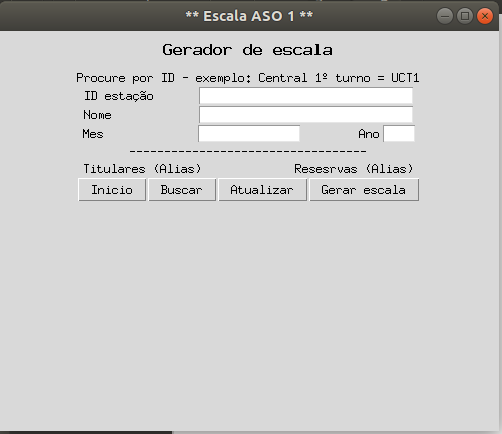 ** Escala ASO 1 **
Gerador de escala
Procure por ID - exemplo: Central 1º turno = UCT1
ID estação
Nome
Mes Ano
----------------------------------
Titulares (Alias) Resesrvas (Alias)
Inicio Buscar Atualizar Gerar escala